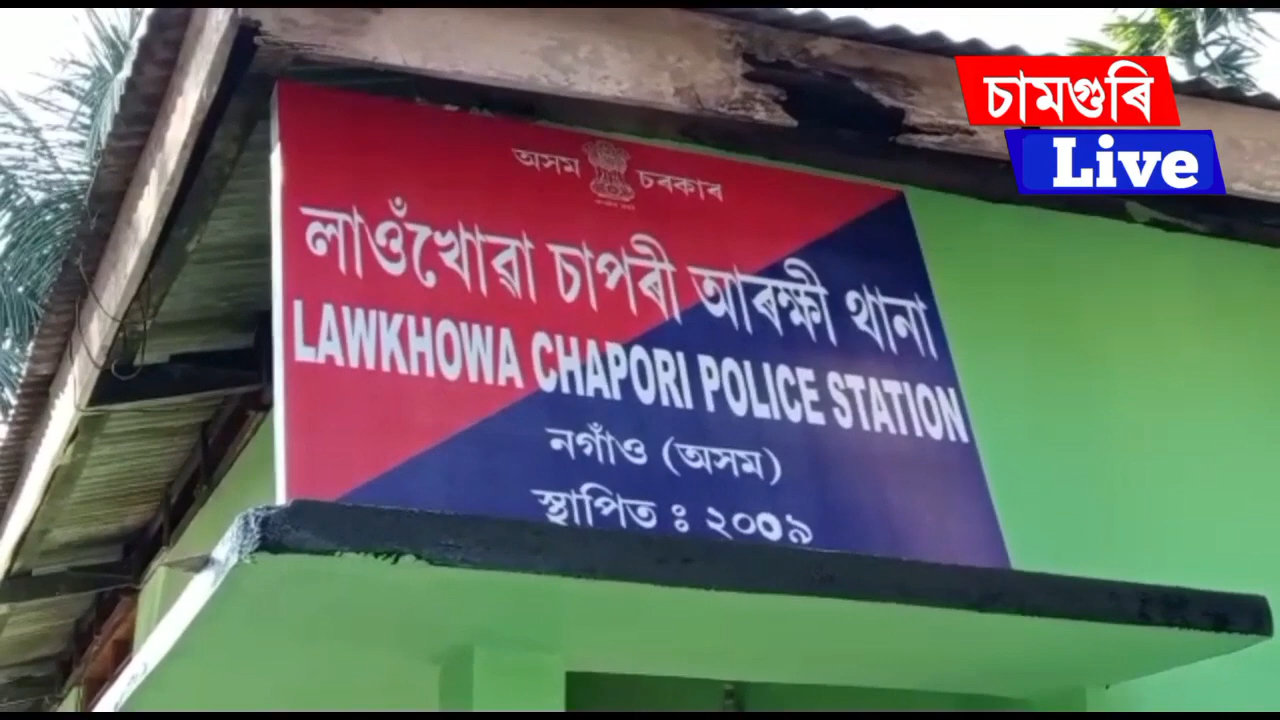 চামগুৰি
Live
অসম চৰকাৰ
লাওঁখোৱা চাপৰী আৰক্ষী থানা
LAWKHOWA CHAPORI POLICE STATION
নগাঁও (অসম)
স্থাপিত : ২০০৯